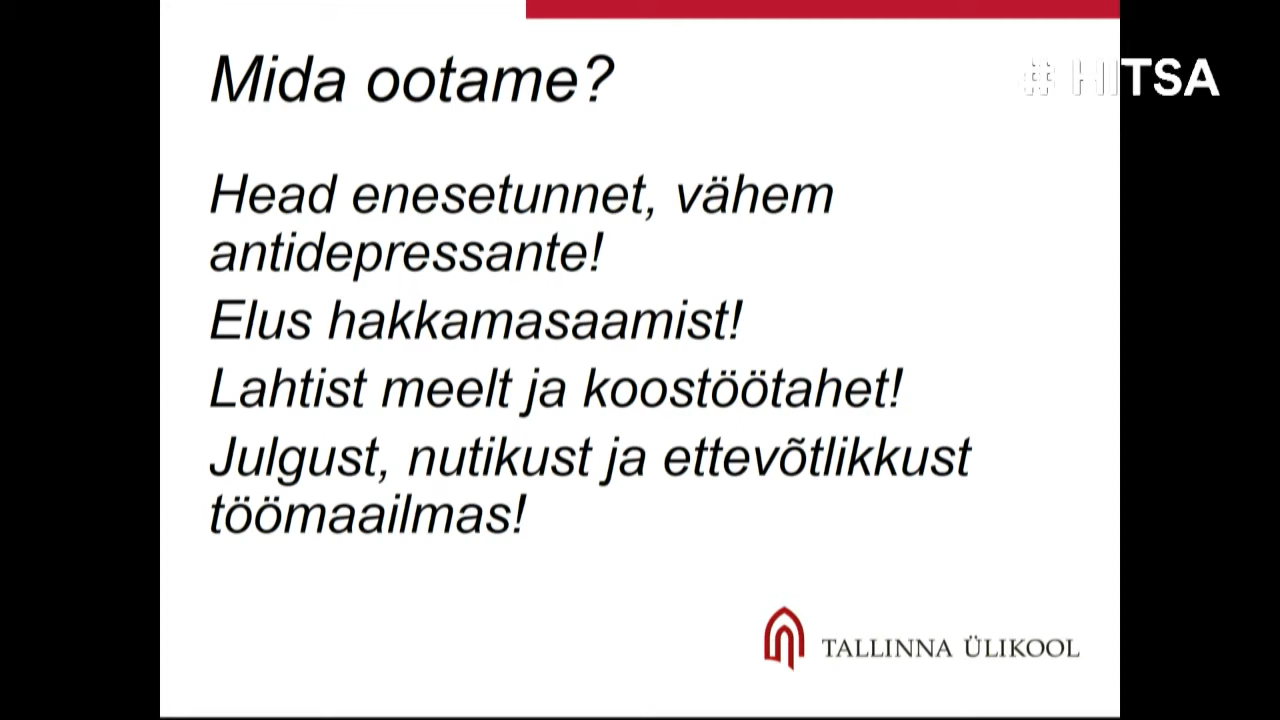 Mida ootame?
# HITSA
Head enesetunnet, vähem
antidepressante!
Elus hakkamasaamist!
Lahtist meelt ja koostöötahet!
Julgust, nutikust ja ettevõtlikkust
töömaailmas!
TALLINNA ÜLIKOOL